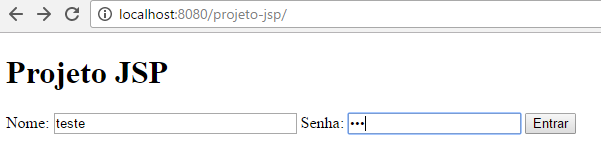 localhost:8080/projeto-jsp/
Projeto JSP
Nome: teste Senha: ••• Entrar